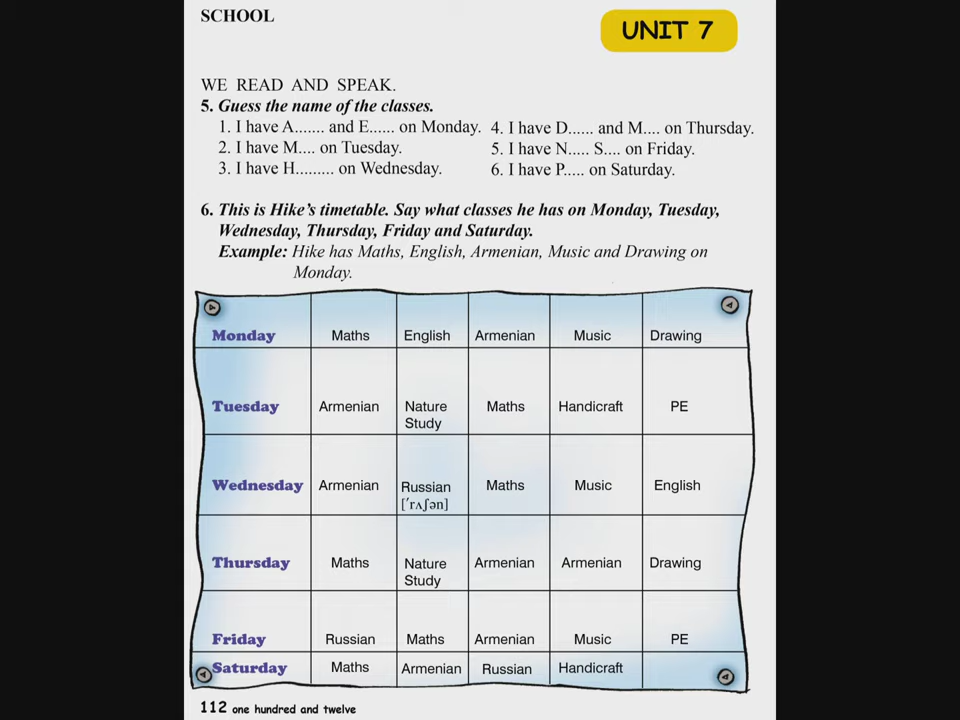 SCHOOL
UNIT 7
WE READ AND SPEAK.
5. Guess the name of the classes.
1. I have A....... and E...... on Monday.
2. I have M.... on Tuesday.
3. I have H......... on Wednesday.
4. I have D...... and M.... on Thursday.
5. I have N..... S.... on Friday.
6. I have P..... on Saturday.
6. This is Hike's timetable. Say what classes he has on Monday, Tuesday,
Wednesday, Thursday, Friday and Saturday.
Example: Hike has Maths, English, Armenian, Music and Drawing on
Monday.
Monday Maths English Armenian Music Drawing
Tuesday Armenian Nature Study Maths Handicraft PE
Wednesday Armenian Russian [ˈrʌʃən] Maths Music English
Thursday Maths Nature Study Armenian Armenian Drawing
Friday Russian Maths Armenian Music PE
Saturday Maths Armenian Russian Handicraft
112 one hundred and twelve